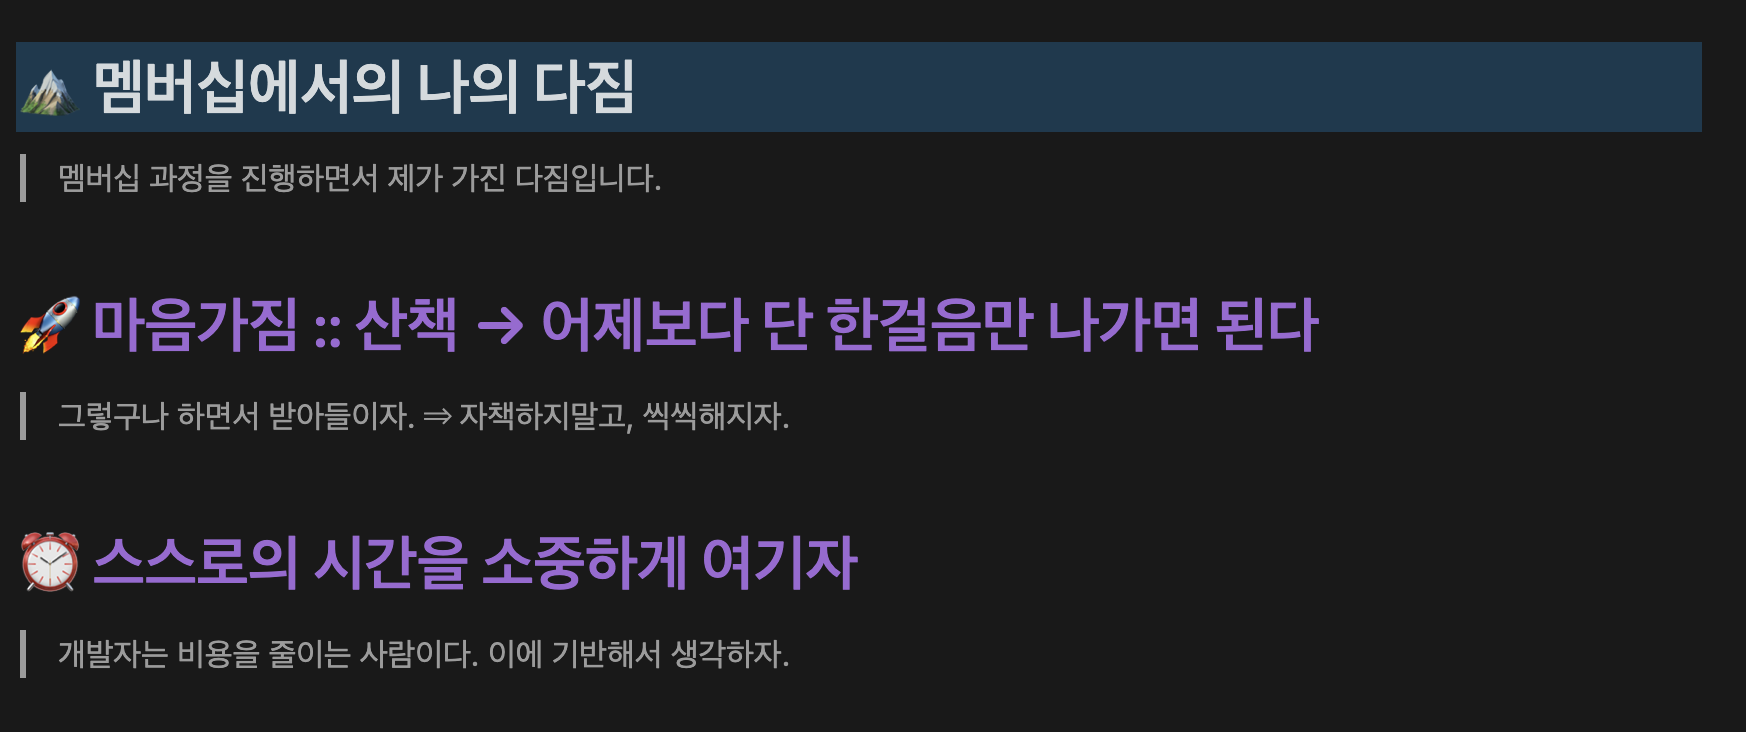 ⛰️ 멤버십에서의 나의 다짐
멤버십 과정을 진행하면서 제가 가진 다짐입니다.
🚀 마음가짐 :: 산책 → 어제보다 단 한걸음만 나가면 된다
그렇구나 하면서 받아들이자. ⇒ 자책하지말고, 씩씩해지자.
⏰ 스스로의 시간을 소중하게 여기자
개발자는 비용을 줄이는 사람이다. 이에 기반해서 생각하자.